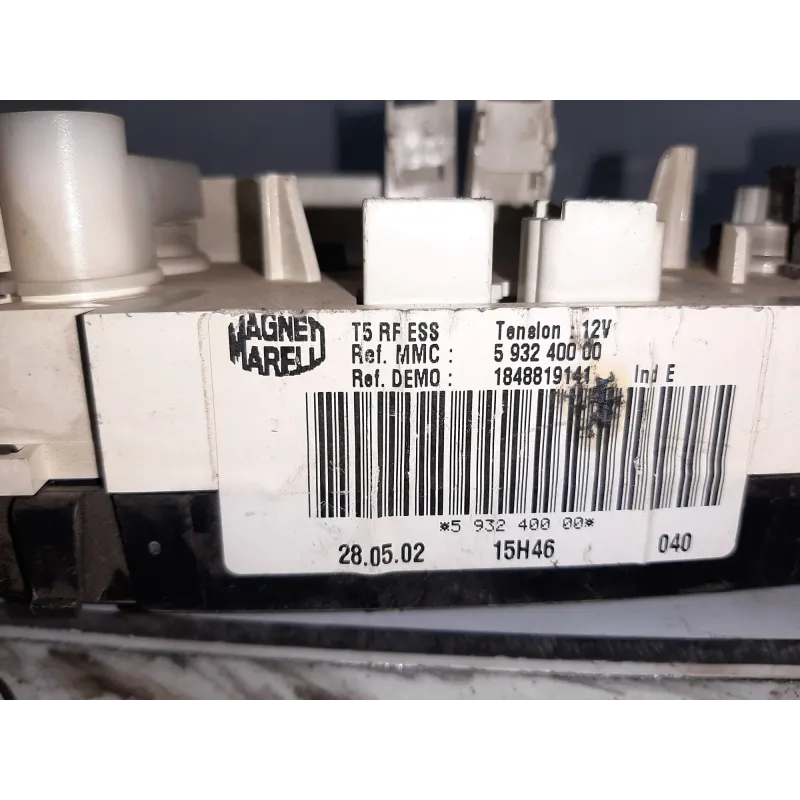 MAGNETI
MARELLI
T5 RF ESS Tension : 12V
Ref. MMC : 5 932 400 00
Ref. DEMO : 1848819141 Ind E
*5 932 400 00*
28.05.02 15H46 040